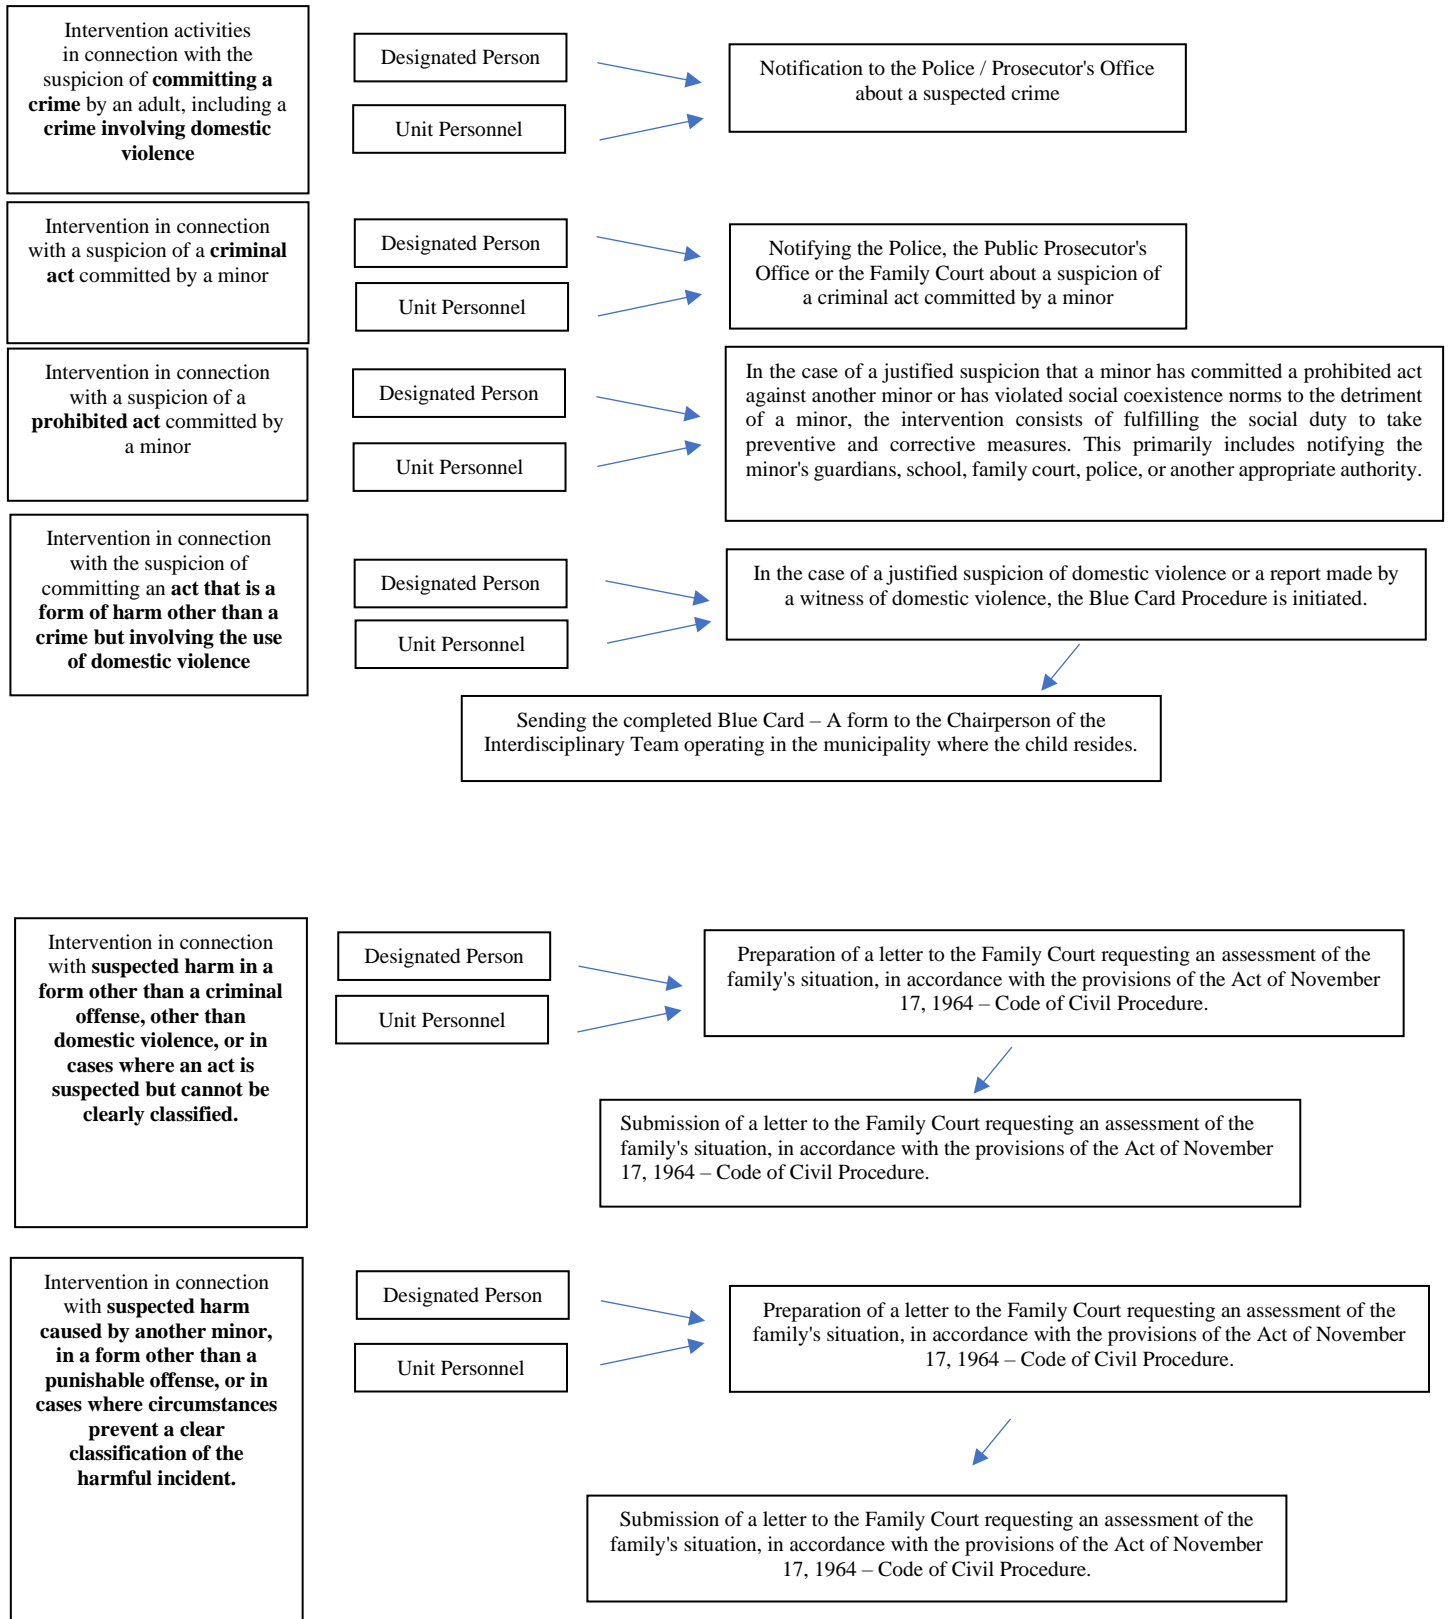 Intervention activities
in connection with the
suspicion of committing a
crime by an adult, including a
crime involving domestic
violence
Designated Person
Unit Personnel
Notification to the Police / Prosecutor's Office
about a suspected crime
Intervention in connection
with a suspicion of a criminal
act committed by a minor
Designated Person
Unit Personnel
Notifying the Police, the Public Prosecutor's
Office or the Family Court about a suspicion of
a criminal act committed by a minor
Intervention in connection
with a suspicion of a
prohibited act committed by
a minor
Designated Person
Unit Personnel
In the case of a justified suspicion that a minor has committed a prohibited act
against another minor or has violated social coexistence norms to the detriment
of a minor, the intervention consists of fulfilling the social duty to take
preventive and corrective measures. This primarily includes notifying the
minor's guardians, school, family court, police, or another appropriate authority.
Intervention in connection
with the suspicion of
committing an act that is a
form of harm other than a
crime but involving the use
of domestic violence
Designated Person
Unit Personnel
In the case of a justified suspicion of domestic violence or a report made by
a witness of domestic violence, the Blue Card Procedure is initiated.
Sending the completed Blue Card – A form to the Chairperson of the
Interdisciplinary Team operating in the municipality where the child resides.
Intervention in connection
with suspected harm in a
form other than a criminal
offense, other than
domestic violence, or in
cases where an act is
suspected but cannot be
clearly classified.
Designated Person
Unit Personnel
Preparation of a letter to the Family Court requesting an assessment of the
family's situation, in accordance with the provisions of the Act of November
17, 1964 – Code of Civil Procedure.
Submission of a letter to the Family Court requesting an assessment of the
family's situation, in accordance with the provisions of the Act of November
17, 1964 – Code of Civil Procedure.
Intervention in connection
with suspected harm
caused by another minor,
in a form other than a
punishable offense, or in
cases where circumstances
prevent a clear
classification of the
harmful incident.
Designated Person
Unit Personnel
Preparation of a letter to the Family Court requesting an assessment of the
family's situation, in accordance with the provisions of the Act of November
17, 1964 – Code of Civil Procedure.
Submission of a letter to the Family Court requesting an assessment of the
family's situation, in accordance with the provisions of the Act of November
17, 1964 – Code of Civil Procedure.